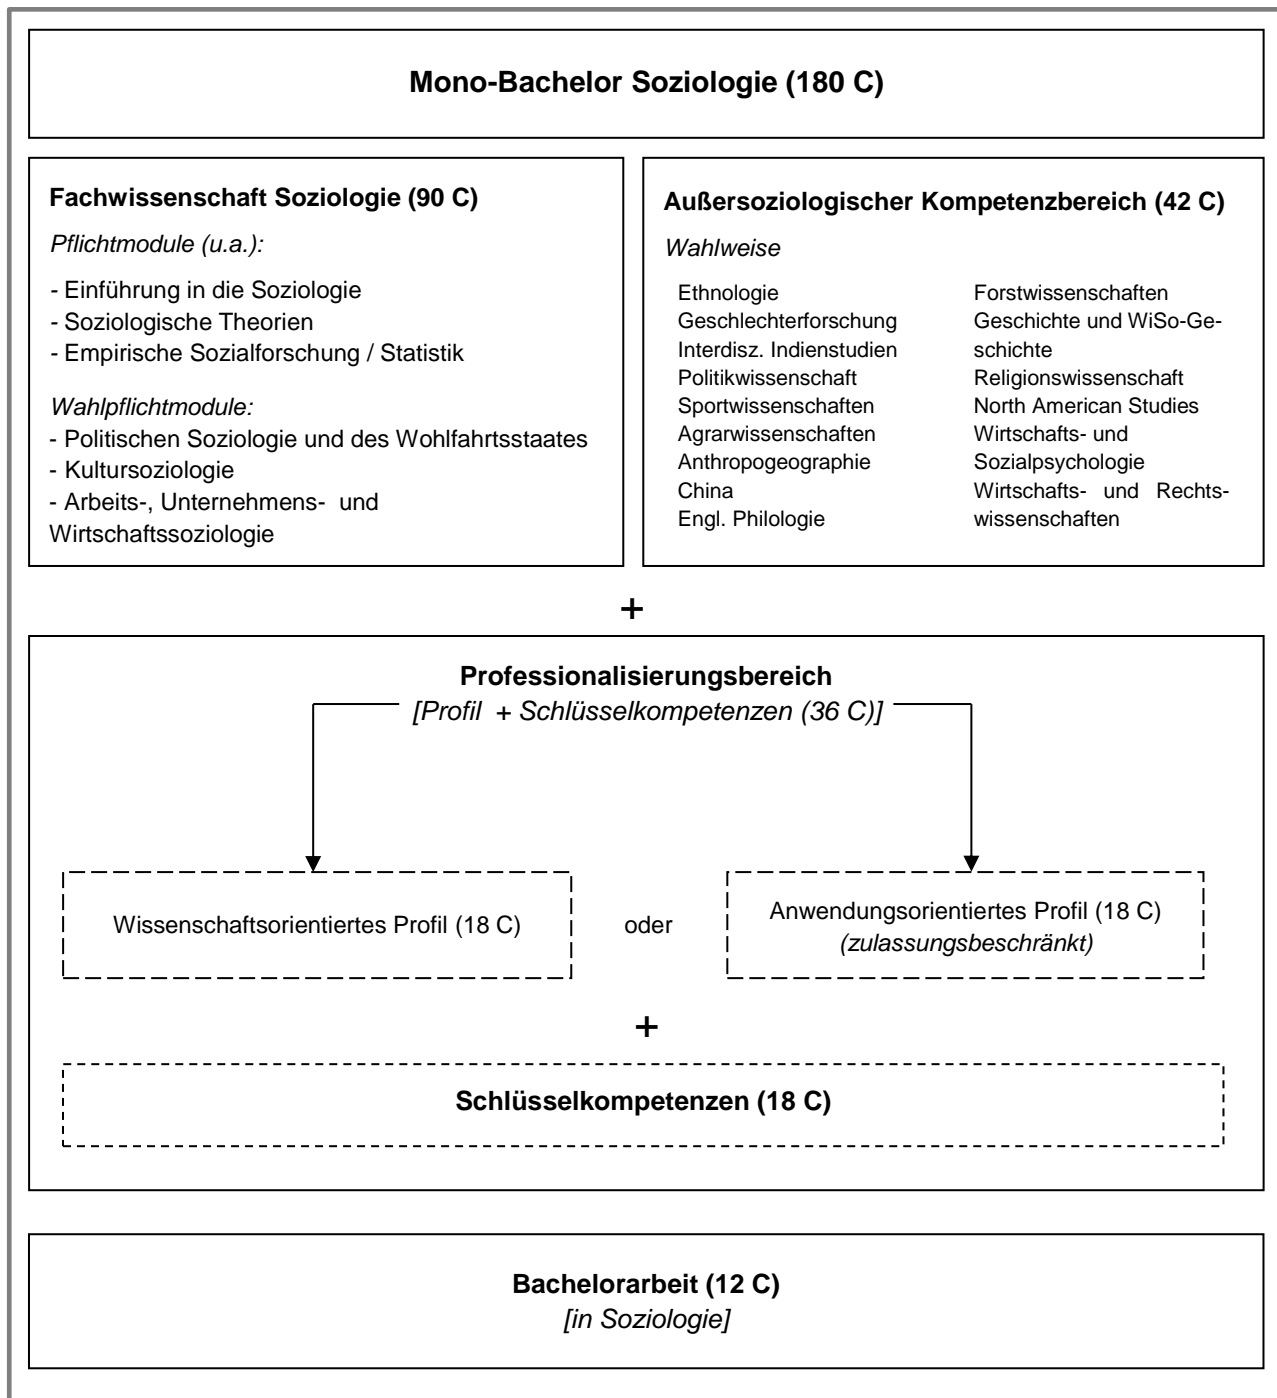 Mono-Bachelor Soziologie (180 C)
Fachwissenschaft Soziologie (90 C)
Pflichtmodule (u.a.):
- Einführung in die Soziologie
- Soziologische Theorien
- Empirische Sozialforschung / Statistik
Wahlpflichtmodule:
- Politischen Soziologie und des Wohlfahrtsstaates
- Kultursoziologie
- Arbeits-, Unternehmens- und
Wirtschaftssoziologie
Außersoziologischer Kompetenzbereich (42 C)
Wahlweise
Ethnologie
Geschlechterforschung
Interdisz. Indienstudien
Politikwissenschaft
Sportwissenschaften
Agrarwissenschaften
Anthropogeographie
China
Engl. Philologie
Forstwissenschaften
Geschichte und WiSo-Ge-
schichte
Religionswissenschaft
North American Studies
Wirtschafts- und
Sozialpsychologie
Wirtschafts- und Rechts-
wissenschaften
+
Professionalisierungsbereich
[Profil + Schlüsselkompetenzen (36 C)]
Wissenschaftsorientiertes Profil (18 C)
oder
Anwendungsorientiertes Profil (18 C)
(zulassungsbeschränkt)
+
Schlüsselkompetenzen (18 C)
Bachelorarbeit (12 C)
[in Soziologie]